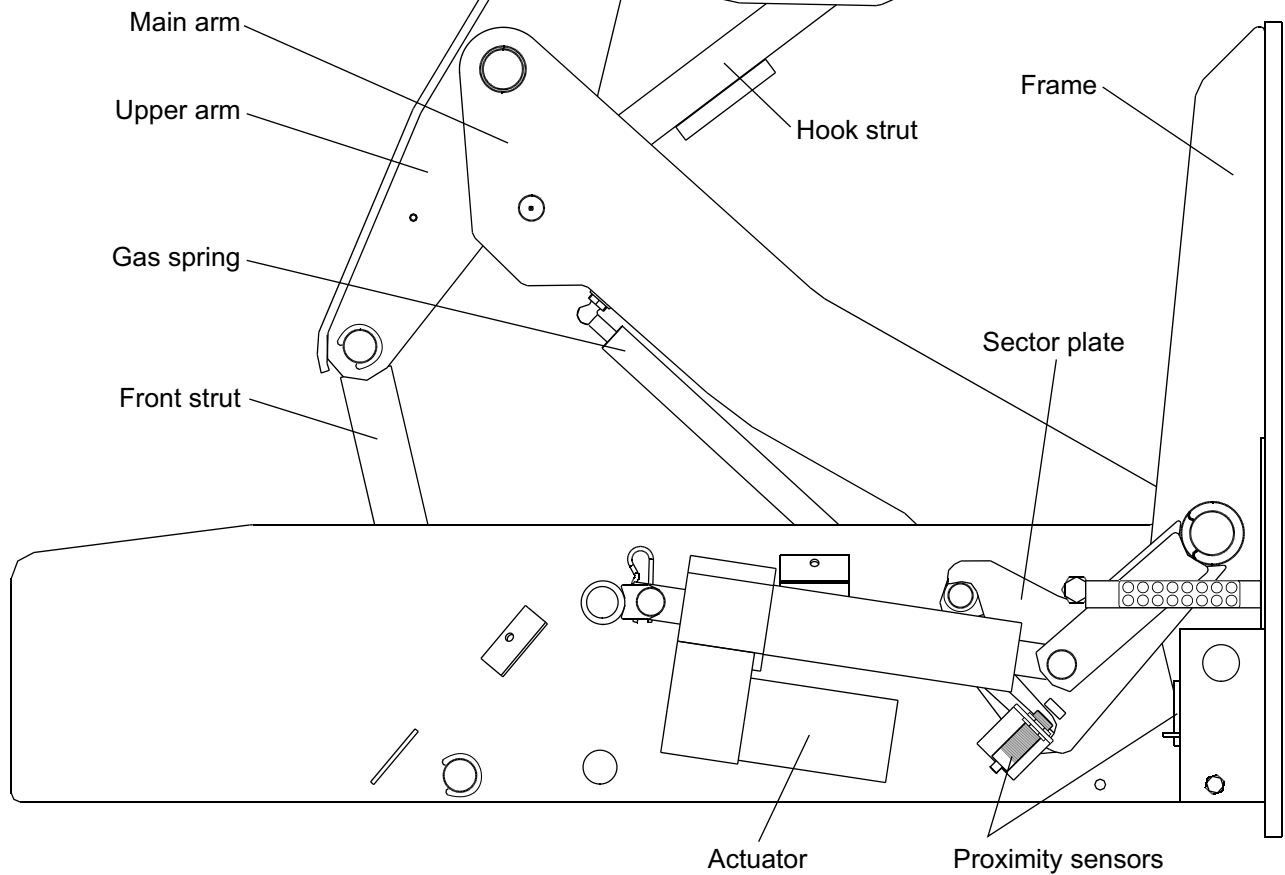 Main arm
Frame
Upper arm
Hook strut
Gas spring
Sector plate
Front strut
Actuator
Proximity sensors